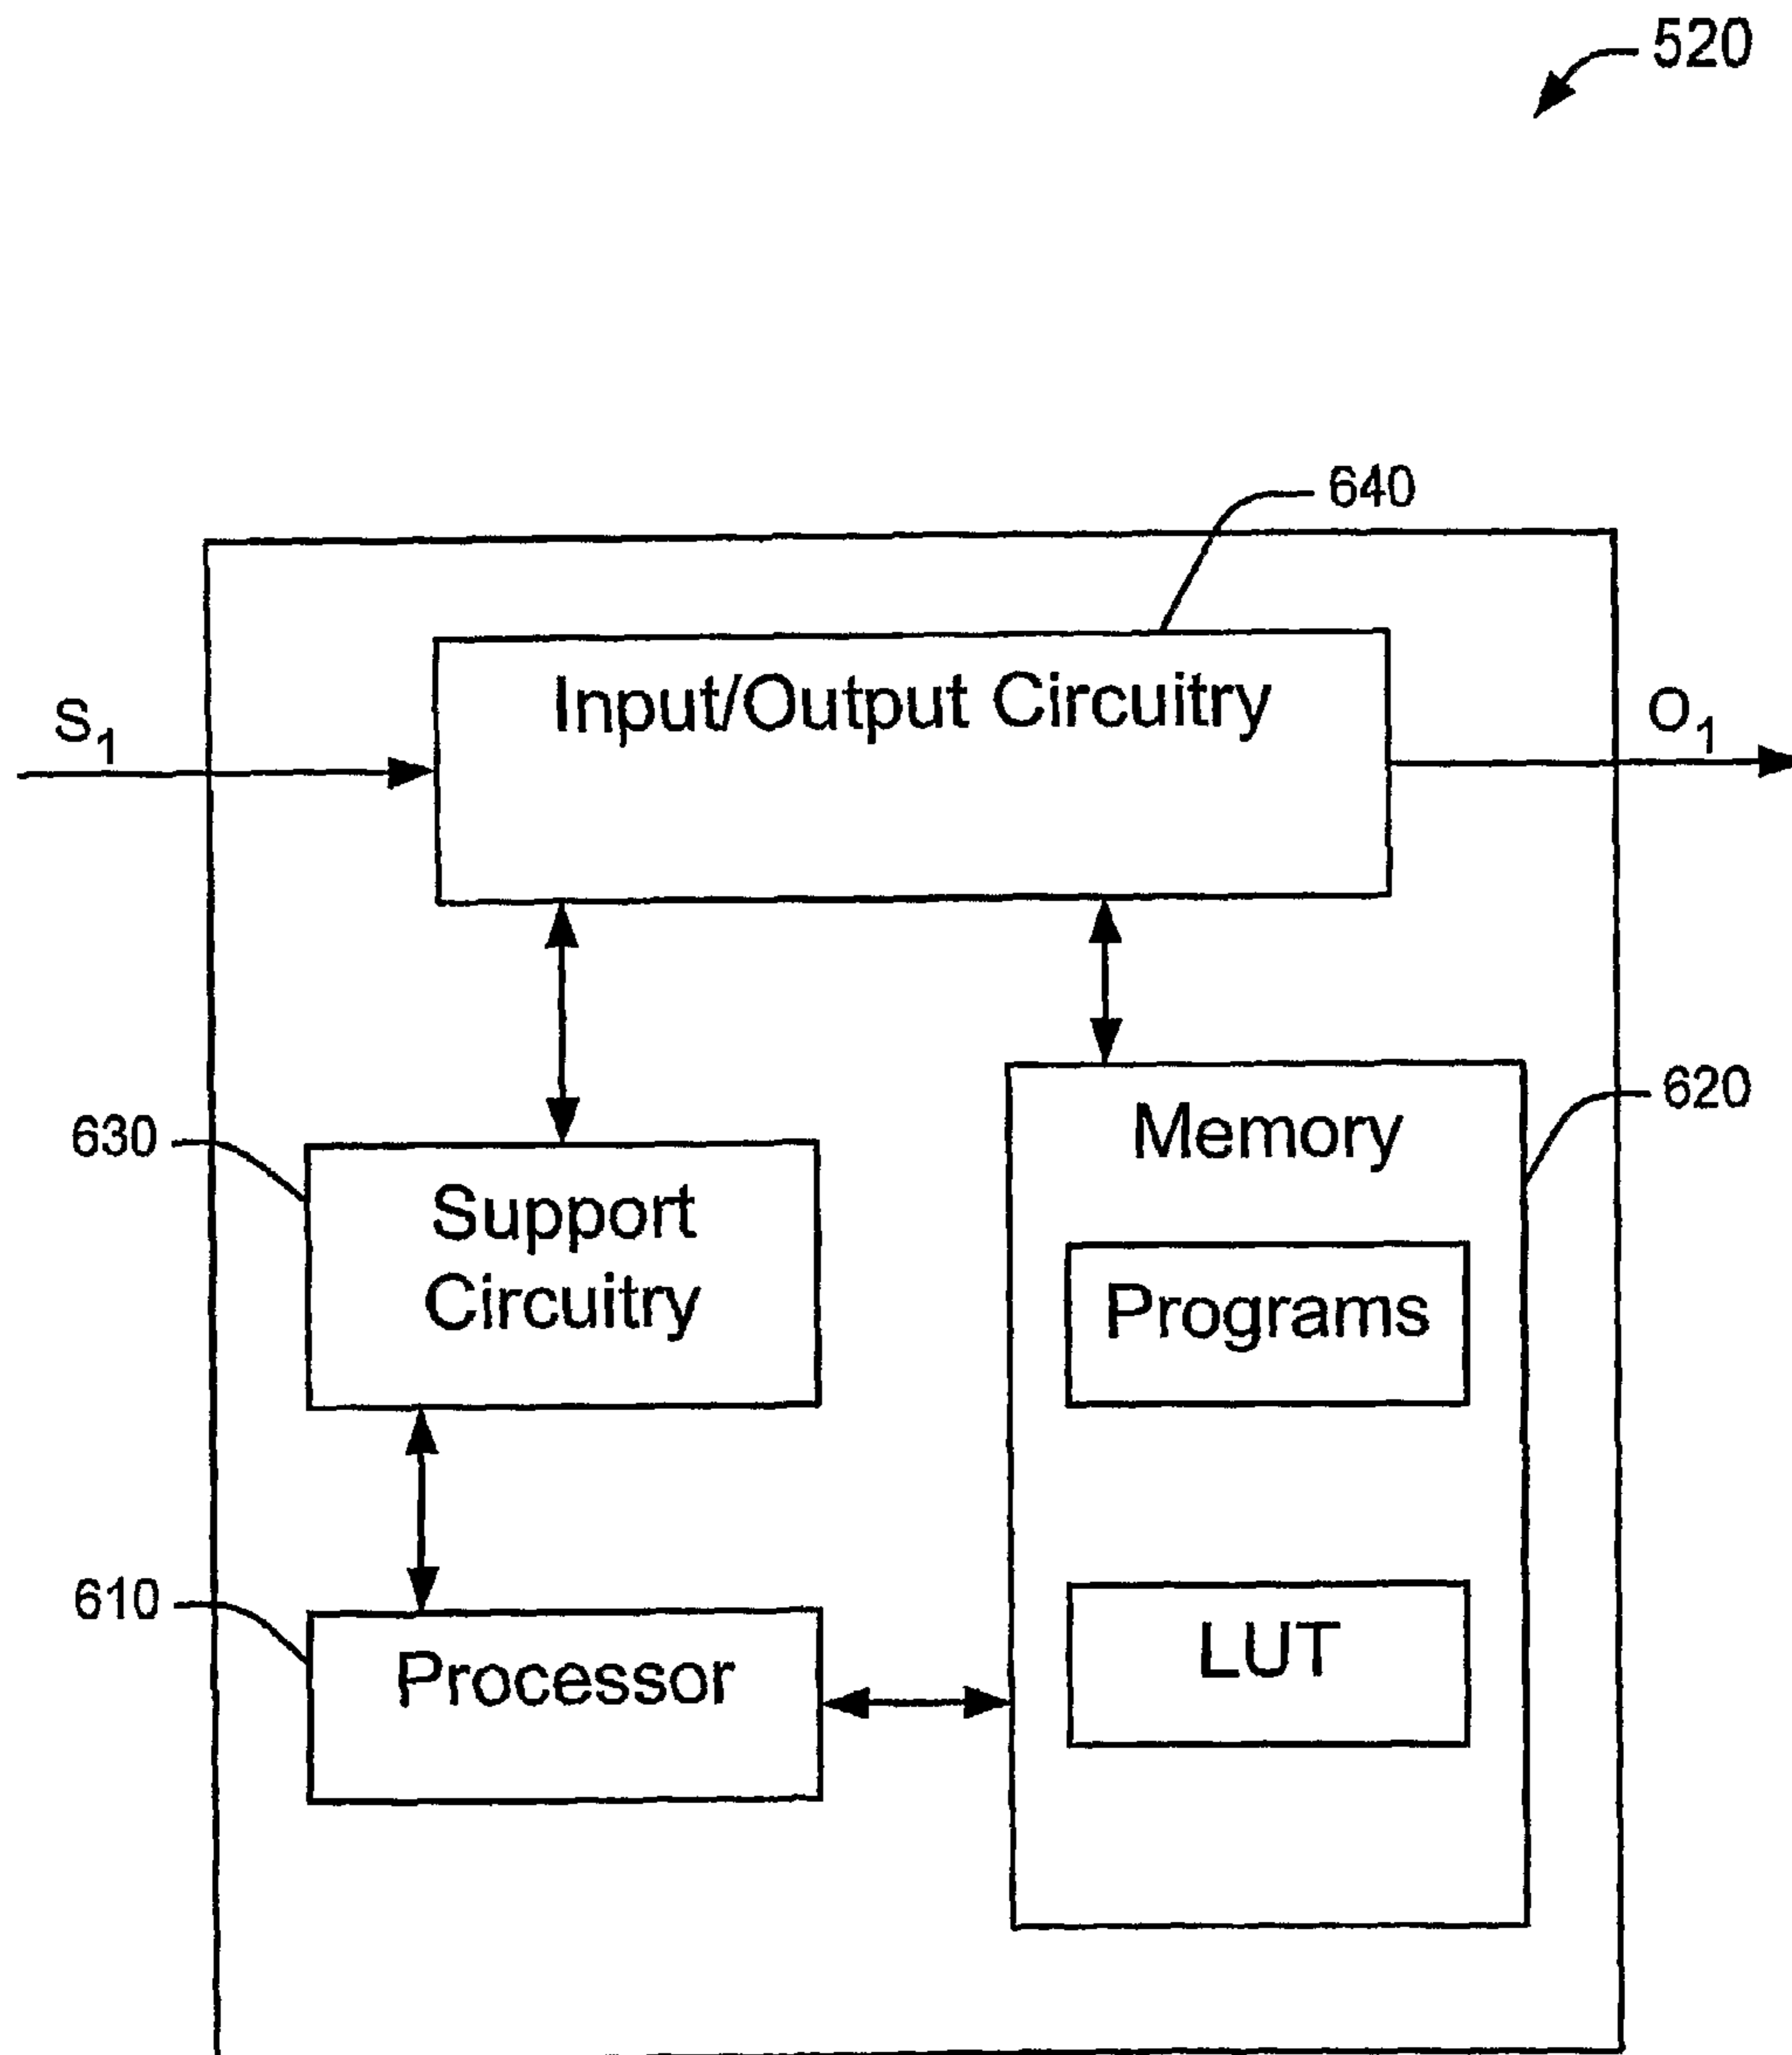 520
640
Input/Output Circuitry
S1
O1
620
Memory
630
Support
Circuitry
Programs
610
Processor
LUT